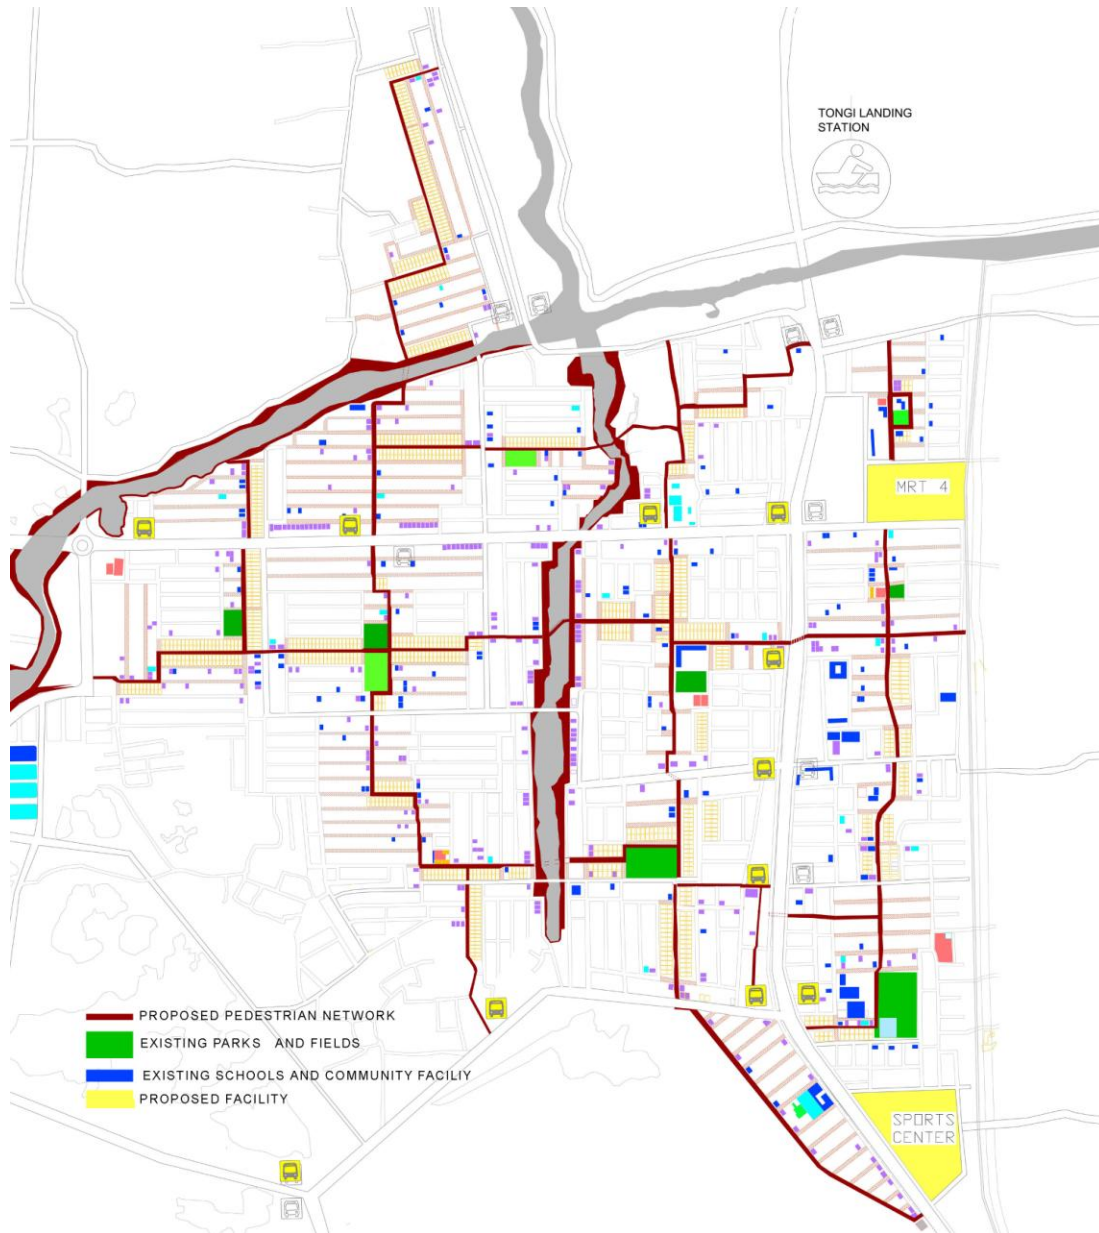 TONGI LANDING
STATION
MRT 4
PROPOSED PEDESTRIAN NETWORK
EXISTING PARKS AND FIELDS
EXISTING SCHOOLS AND COMMUNITY FACILIY
PROPOSED FACILITY
SPORTS
CENTER